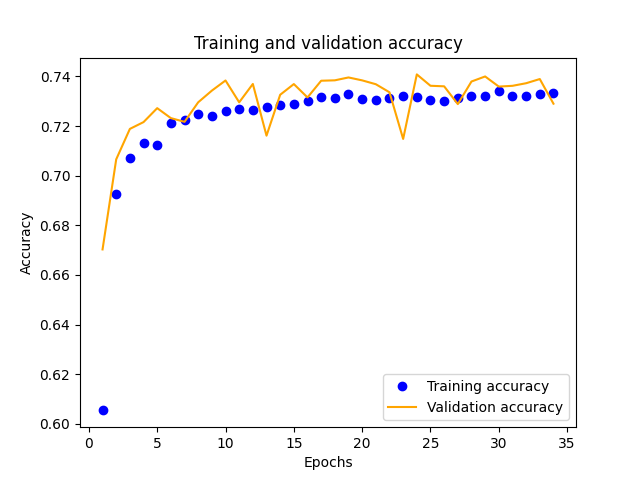 Training and validation accuracy
Accuracy
0.74
0.72
0.70
0.68
0.66
0.64
0.62
0.60
0 5 10 15 20 25 30 35
Epochs
Training accuracy
Validation accuracy